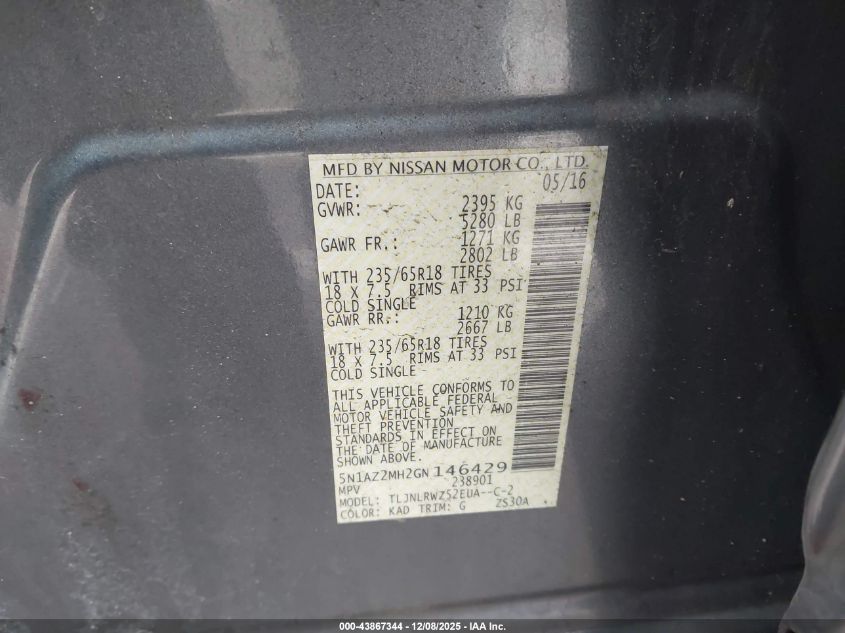 MFD BY NISSAN MOTOR CO., LTD.
DATE: 05/16
GVWR: 2395 KG
5280 LB
GAWR FR.: 1271 KG
2802 LB
WITH 235/65R18 TIRES
18 X 7.5 RIMS AT 33 PSI
COLD SINGLE
GAWR RR.: 1210 KG
2667 LB
WITH 235/65R18 TIRES
18 X 7.5 RIMS AT 33 PSI
COLD SINGLE
THIS VEHICLE CONFORMS TO
ALL APPLICABLE FEDERAL
MOTOR VEHICLE SAFETY AND
THEFT PREVENTION
STANDARDS IN EFFECT ON
THE DATE OF MANUFACTURE
SHOWN ABOVE.
5N1AZ2MH2GN146429
MPV 238901
MODEL: TLJNLRWZ52EUA--C-2
COLOR: KAD TRIM: G Z530A
000-43867344 - 12/08/2025 - IAA Inc.